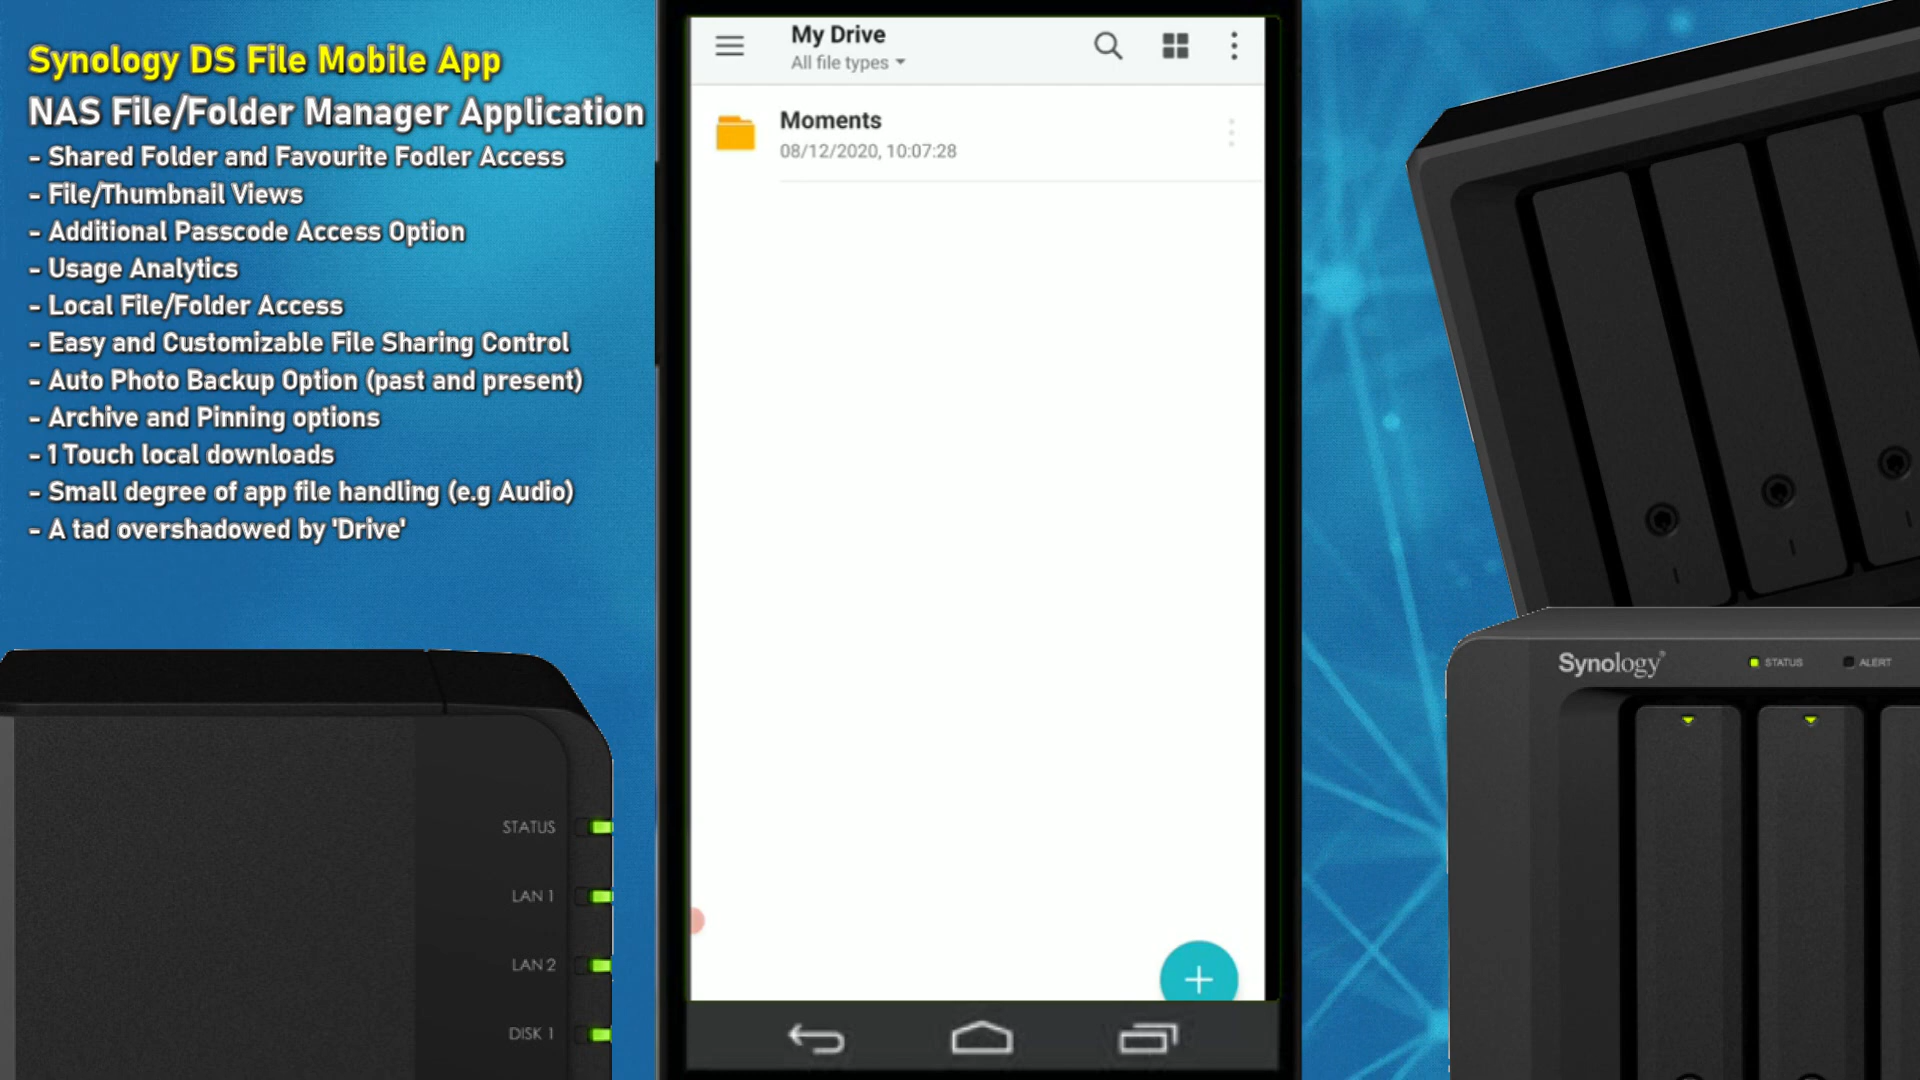 Synology DS File Mobile App
NAS File/Folder Manager Application
- Shared Folder and Favourite Fodler Access
- File/Thumbnail Views
- Additional Passcode Access Option
- Usage Analytics
- Local File/Folder Access
- Easy and Customizable File Sharing Control
- Auto Photo Backup Option (past and present)
- Archive and Pinning options
- 1 Touch local downloads
- Small degree of app file handling (e.g Audio)
- A tad overshadowed by 'Drive'
My Drive
All file types
Moments
08/12/2020, 10:07:28
Synology®
STATUS
ALERT
STATUS
LAN 1
LAN 2
DISK 1